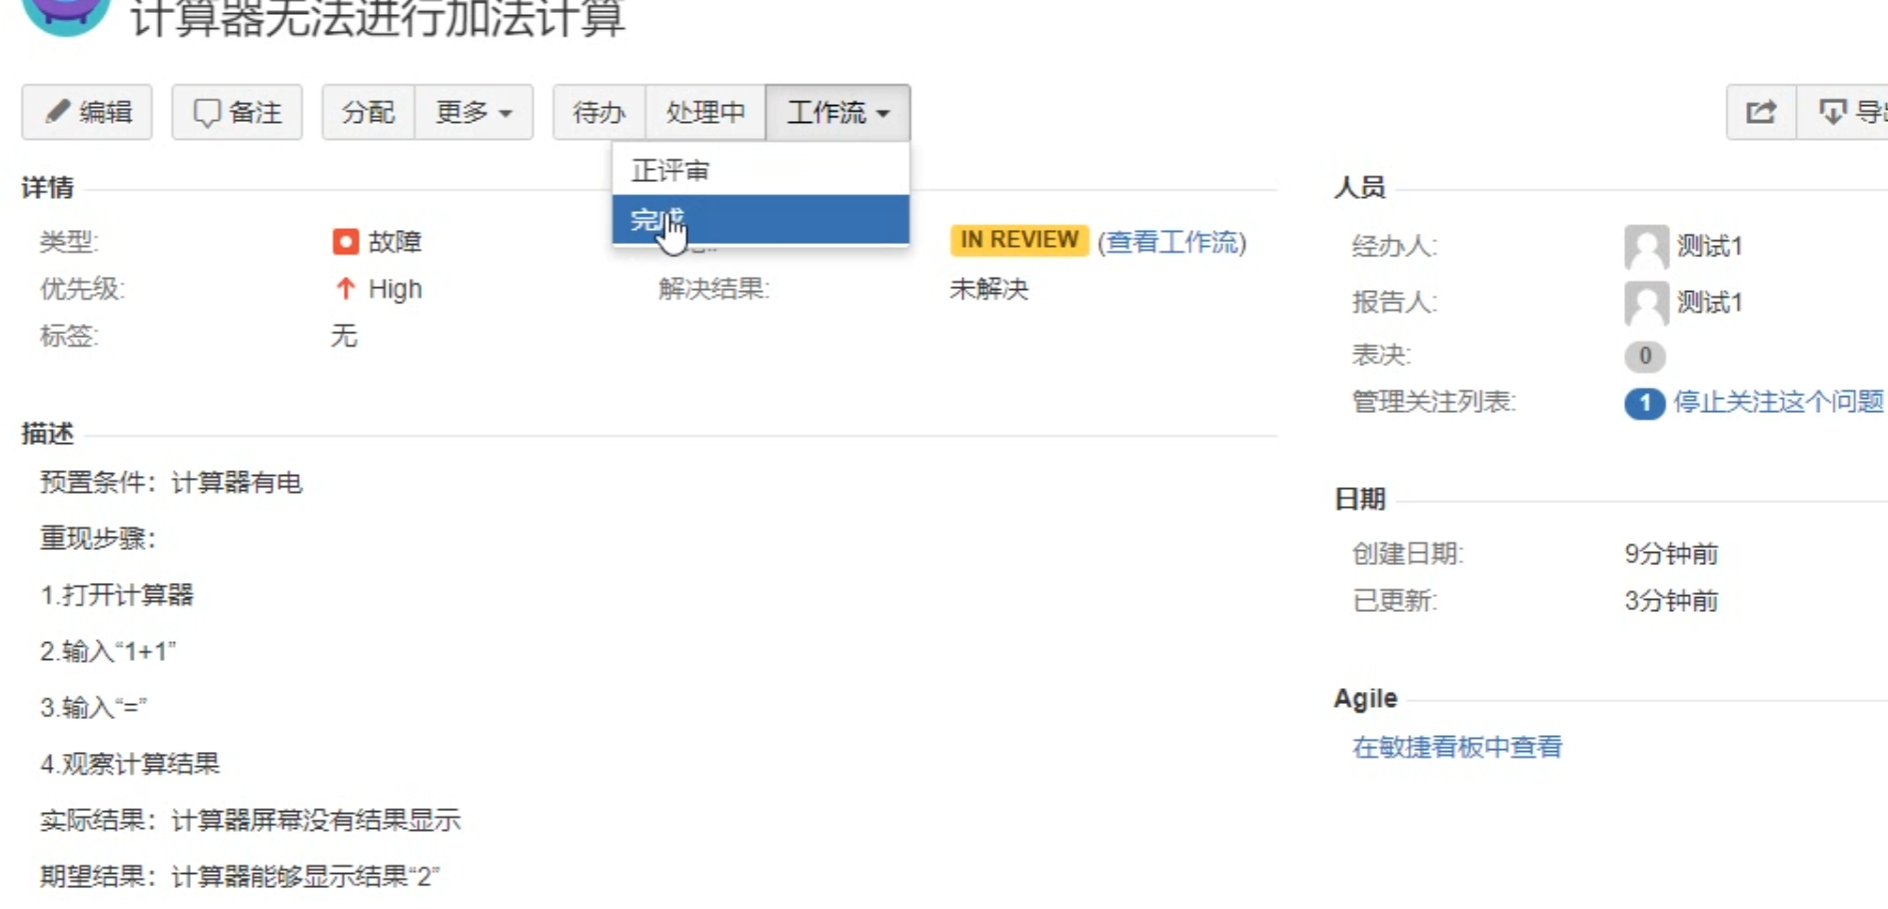 计算器无法进行加法计算
编辑 备注 分配 更多 待办 处理中 工作流
正评审
完成
详情
类型: 故障
IN REVIEW (查看工作流)
优先级: High
解决结果: 未解决
标签: 无
描述
预置条件：计算器有电
重现步骤：
1.打开计算器
2.输入“1+1”
3.输入“=”
4.观察计算结果
实际结果：计算器屏幕没有结果显示
期望结果：计算器能够显示结果“2”
人员
经办人: 测试1
报告人: 测试1
表决: 0
管理关注列表: 1 停止关注这个问题
日期
创建日期: 9分钟前
已更新: 3分钟前
Agile
在敏捷看板中查看